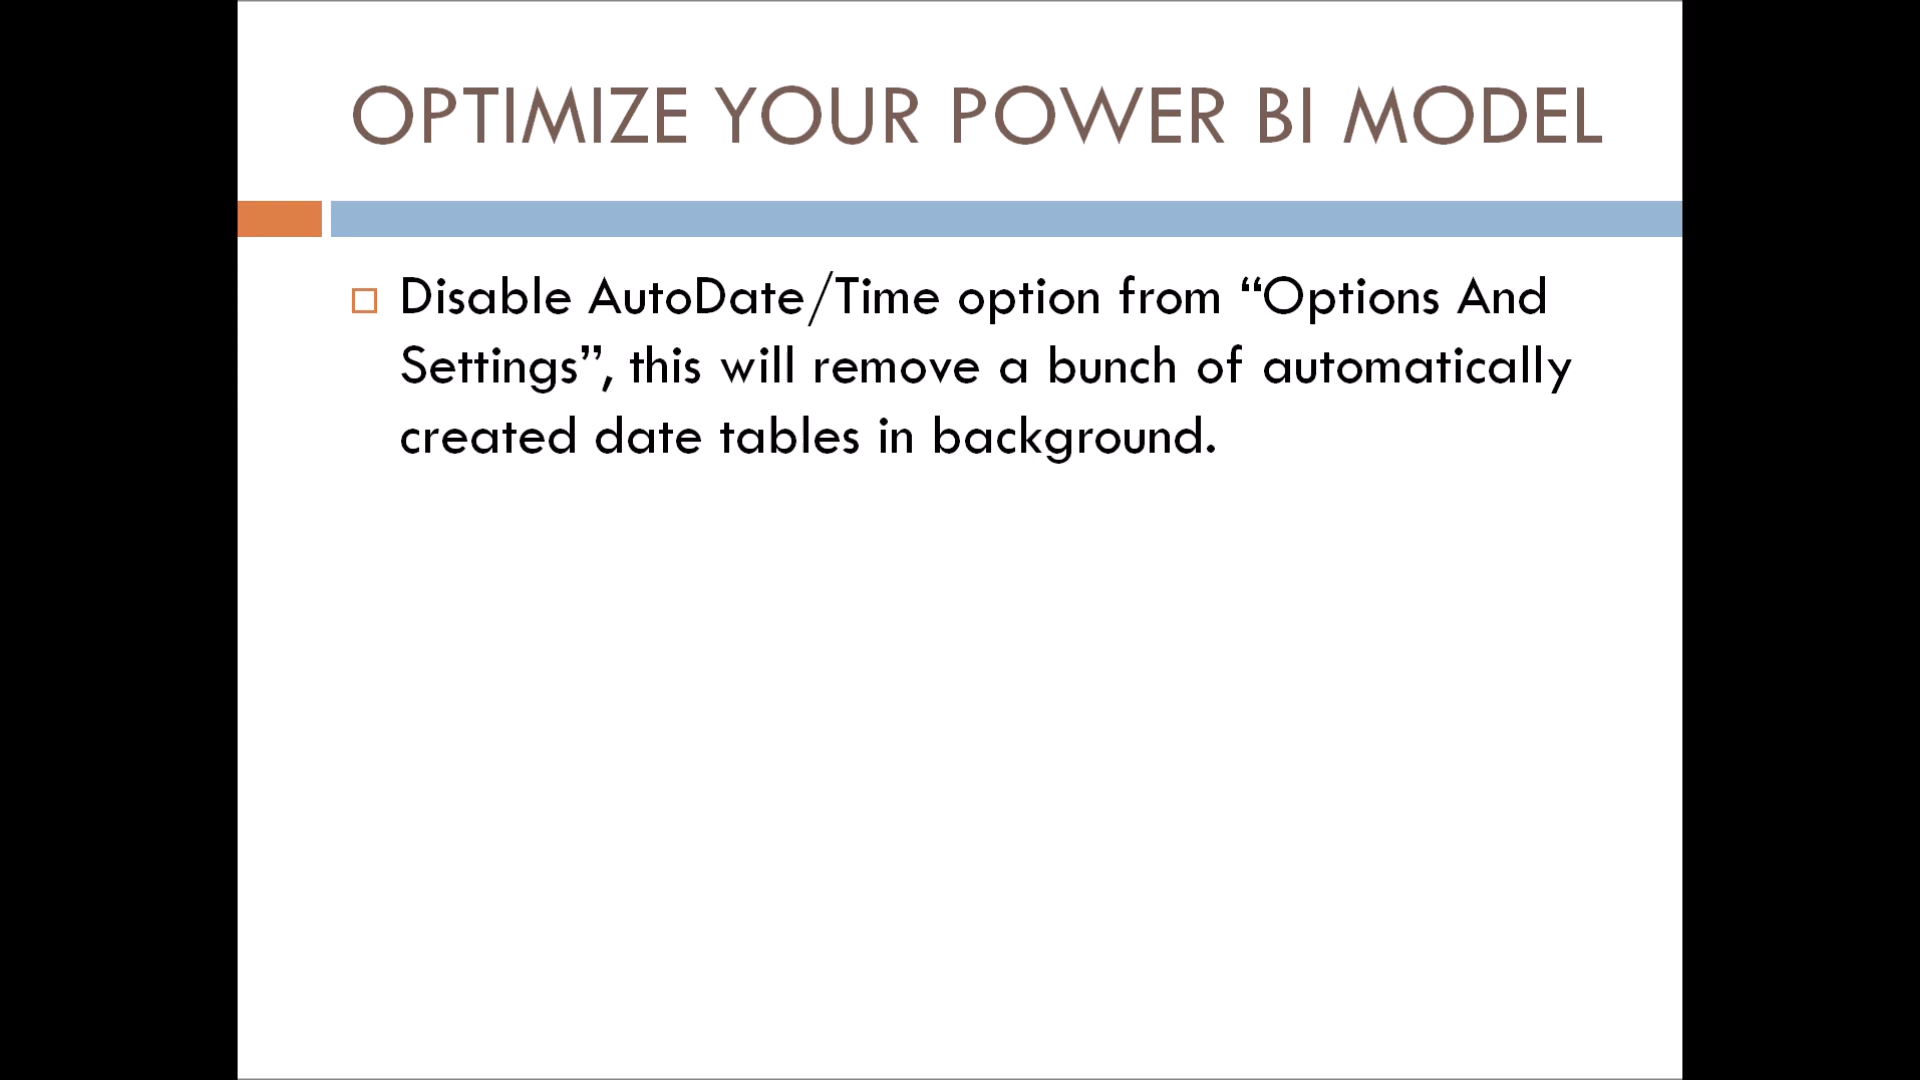 OPTIMIZE YOUR POWER BI MODEL
Disable AutoDate/Time option from “Options And
Settings”, this will remove a bunch of automatically
created date tables in background.